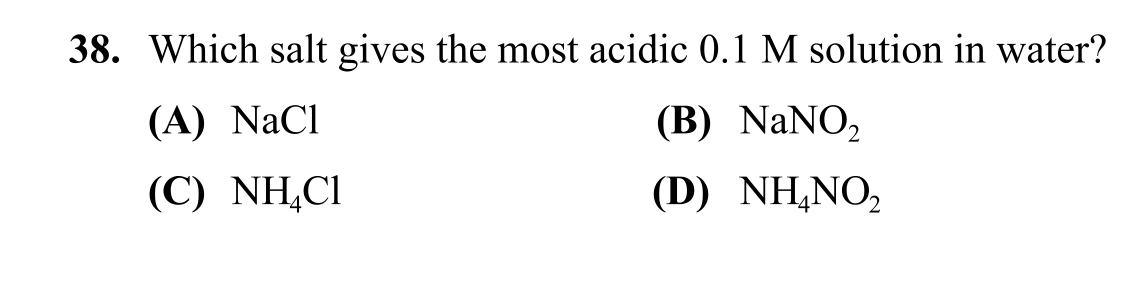 38. Which salt gives the most acidic 0.1 M solution in water?
(A) NaCl (B) NaNO₂
(C) NH₄Cl (D) NH₄NO₂